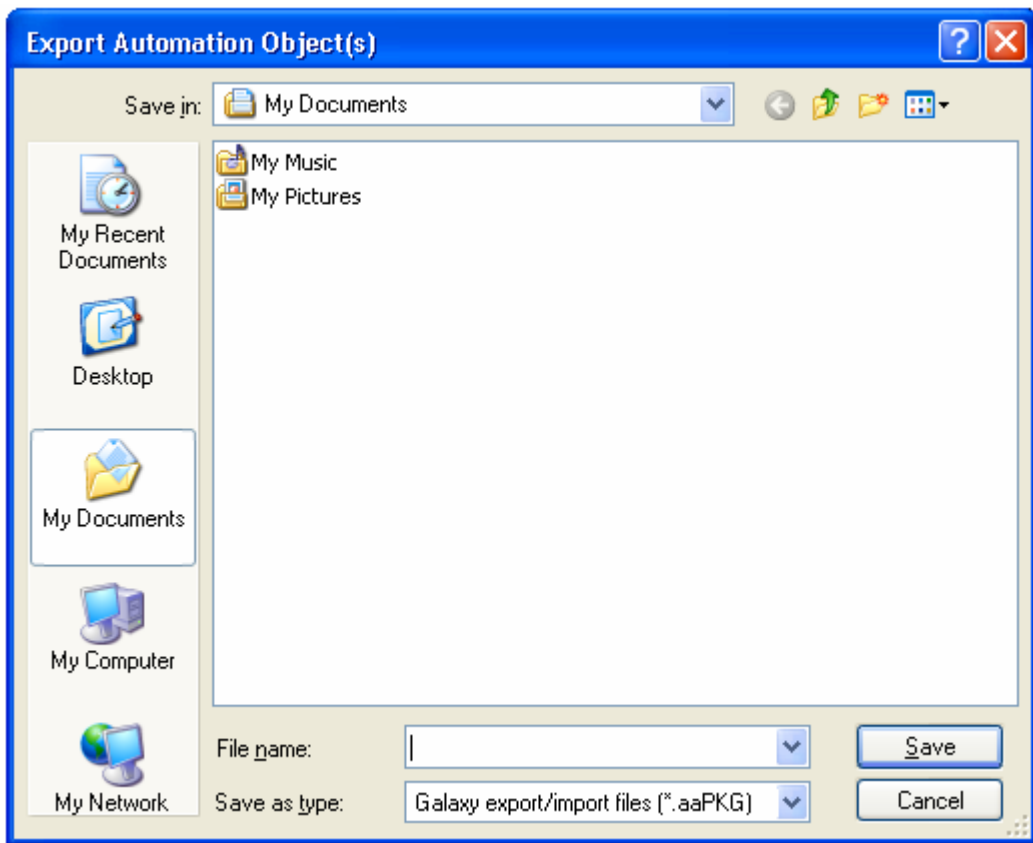 Export Automation Object(s)
Save in:
My Documents
My Recent
Documents
Desktop
My Documents
My Computer
My Network
My Music
My Pictures
File name:
Save
Save as type:
Galaxy export/import files (*.aaPKG)
Cancel